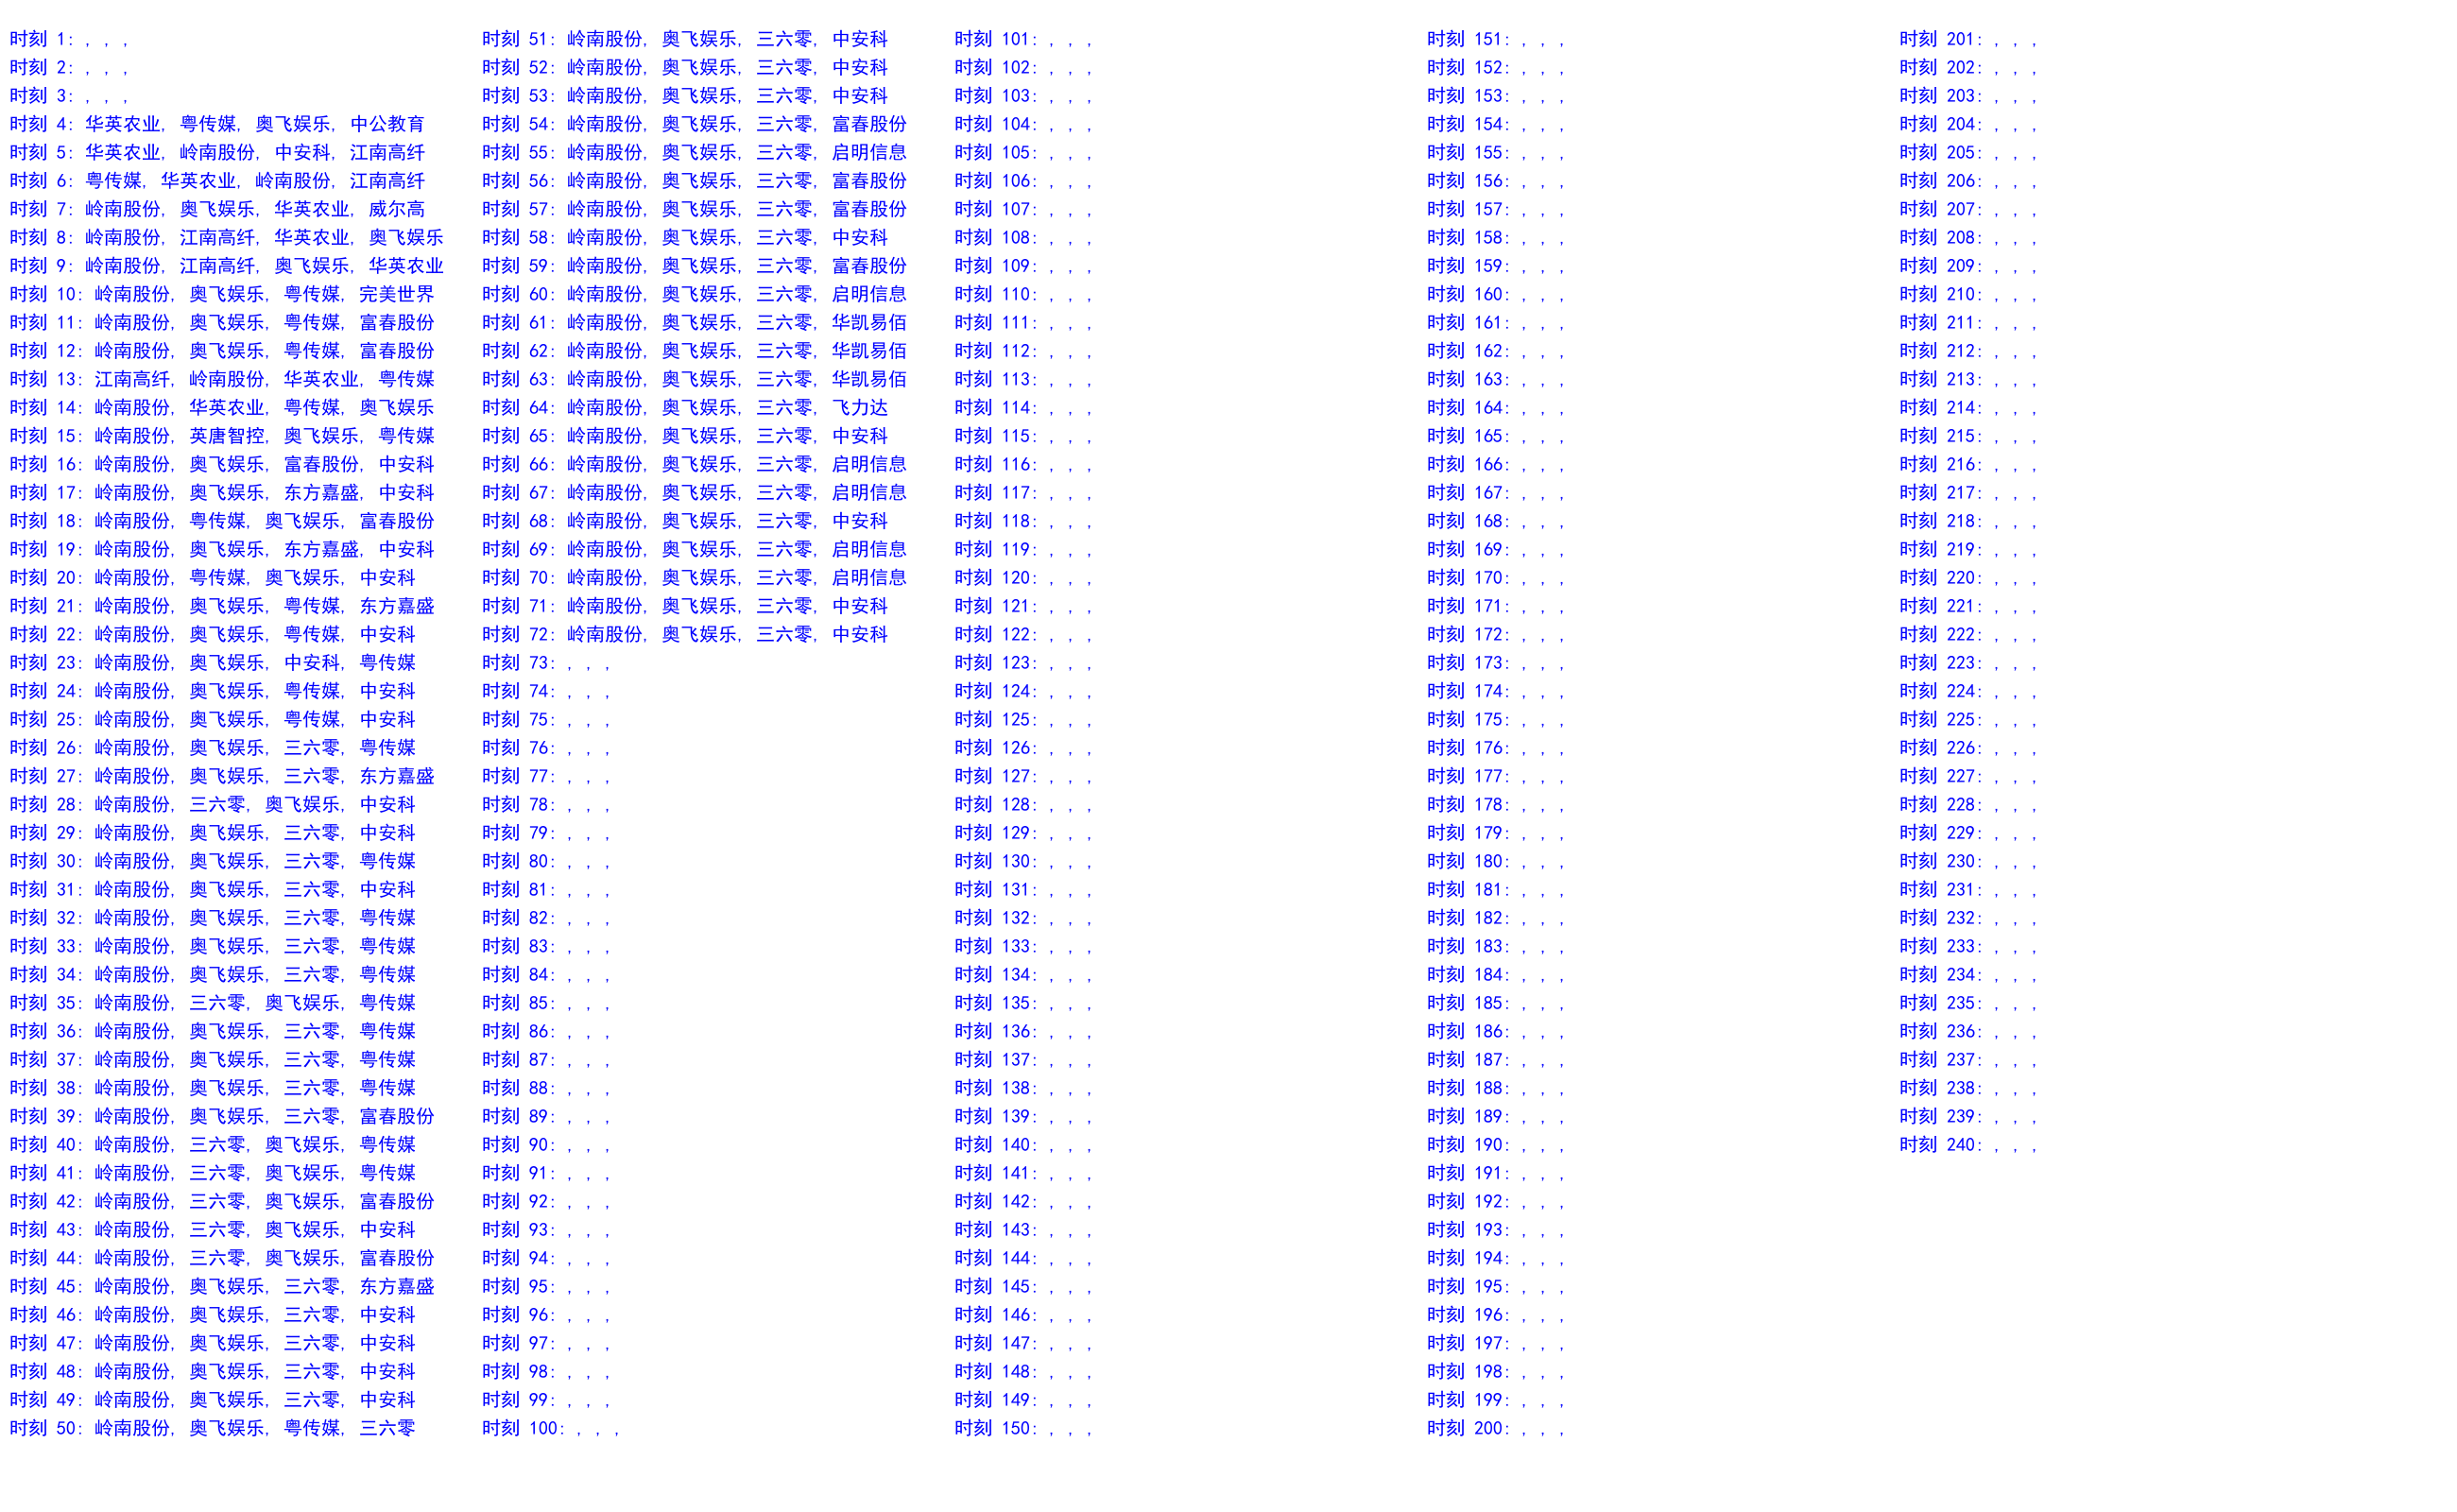 时刻 1: , , ,
时刻 2: , , ,
时刻 3: , , ,
时刻 4: 华英农业, 粤传媒, 奥飞娱乐, 中公教育
时刻 5: 华英农业, 岭南股份, 中安科, 江南高纤
时刻 6: 粤传媒, 华英农业, 岭南股份, 江南高纤
时刻 7: 岭南股份, 奥飞娱乐, 华英农业, 威尔高
时刻 8: 岭南股份, 江南高纤, 华英农业, 奥飞娱乐
时刻 9: 岭南股份, 江南高纤, 奥飞娱乐, 华英农业
时刻 10: 岭南股份, 奥飞娱乐, 粤传媒, 完美世界
时刻 11: 岭南股份, 奥飞娱乐, 粤传媒, 富春股份
时刻 12: 岭南股份, 奥飞娱乐, 粤传媒, 富春股份
时刻 13: 江南高纤, 岭南股份, 华英农业, 粤传媒
时刻 14: 岭南股份, 华英农业, 粤传媒, 奥飞娱乐
时刻 15: 岭南股份, 英唐智控, 奥飞娱乐, 粤传媒
时刻 16: 岭南股份, 奥飞娱乐, 富春股份, 中安科
时刻 17: 岭南股份, 奥飞娱乐, 东方嘉盛, 中安科
时刻 18: 岭南股份, 粤传媒, 奥飞娱乐, 富春股份
时刻 19: 岭南股份, 奥飞娱乐, 东方嘉盛, 中安科
时刻 20: 岭南股份, 粤传媒, 奥飞娱乐, 中安科
时刻 21: 岭南股份, 奥飞娱乐, 粤传媒, 东方嘉盛
时刻 22: 岭南股份, 奥飞娱乐, 粤传媒, 中安科
时刻 23: 岭南股份, 奥飞娱乐, 中安科, 粤传媒
时刻 24: 岭南股份, 奥飞娱乐, 粤传媒, 中安科
时刻 25: 岭南股份, 奥飞娱乐, 粤传媒, 中安科
时刻 26: 岭南股份, 奥飞娱乐, 三六零, 粤传媒
时刻 27: 岭南股份, 奥飞娱乐, 三六零, 东方嘉盛
时刻 28: 岭南股份, 三六零, 奥飞娱乐, 中安科
时刻 29: 岭南股份, 奥飞娱乐, 三六零, 中安科
时刻 30: 岭南股份, 奥飞娱乐, 三六零, 粤传媒
时刻 31: 岭南股份, 奥飞娱乐, 三六零, 中安科
时刻 32: 岭南股份, 奥飞娱乐, 三六零, 粤传媒
时刻 33: 岭南股份, 奥飞娱乐, 三六零, 粤传媒
时刻 34: 岭南股份, 奥飞娱乐, 三六零, 粤传媒
时刻 35: 岭南股份, 三六零, 奥飞娱乐, 粤传媒
时刻 36: 岭南股份, 奥飞娱乐, 三六零, 粤传媒
时刻 37: 岭南股份, 奥飞娱乐, 三六零, 粤传媒
时刻 38: 岭南股份, 奥飞娱乐, 三六零, 粤传媒
时刻 39: 岭南股份, 奥飞娱乐, 三六零, 富春股份
时刻 40: 岭南股份, 三六零, 奥飞娱乐, 粤传媒
时刻 41: 岭南股份, 三六零, 奥飞娱乐, 粤传媒
时刻 42: 岭南股份, 三六零, 奥飞娱乐, 富春股份
时刻 43: 岭南股份, 三六零, 奥飞娱乐, 中安科
时刻 44: 岭南股份, 三六零, 奥飞娱乐, 富春股份
时刻 45: 岭南股份, 奥飞娱乐, 三六零, 东方嘉盛
时刻 46: 岭南股份, 奥飞娱乐, 三六零, 中安科
时刻 47: 岭南股份, 奥飞娱乐, 三六零, 中安科
时刻 48: 岭南股份, 奥飞娱乐, 三六零, 中安科
时刻 49: 岭南股份, 奥飞娱乐, 三六零, 中安科
时刻 50: 岭南股份, 奥飞娱乐, 粤传媒, 三六零
时刻 51: 岭南股份, 奥飞娱乐, 三六零, 中安科
时刻 52: 岭南股份, 奥飞娱乐, 三六零, 中安科
时刻 53: 岭南股份, 奥飞娱乐, 三六零, 中安科
时刻 54: 岭南股份, 奥飞娱乐, 三六零, 富春股份
时刻 55: 岭南股份, 奥飞娱乐, 三六零, 启明信息
时刻 56: 岭南股份, 奥飞娱乐, 三六零, 富春股份
时刻 57: 岭南股份, 奥飞娱乐, 三六零, 富春股份
时刻 58: 岭南股份, 奥飞娱乐, 三六零, 中安科
时刻 59: 岭南股份, 奥飞娱乐, 三六零, 富春股份
时刻 60: 岭南股份, 奥飞娱乐, 三六零, 启明信息
时刻 61: 岭南股份, 奥飞娱乐, 三六零, 华凯易佰
时刻 62: 岭南股份, 奥飞娱乐, 三六零, 华凯易佰
时刻 63: 岭南股份, 奥飞娱乐, 三六零, 华凯易佰
时刻 64: 岭南股份, 奥飞娱乐, 三六零, 飞力达
时刻 65: 岭南股份, 奥飞娱乐, 三六零, 中安科
时刻 66: 岭南股份, 奥飞娱乐, 三六零, 启明信息
时刻 67: 岭南股份, 奥飞娱乐, 三六零, 启明信息
时刻 68: 岭南股份, 奥飞娱乐, 三六零, 中安科
时刻 69: 岭南股份, 奥飞娱乐, 三六零, 启明信息
时刻 70: 岭南股份, 奥飞娱乐, 三六零, 启明信息
时刻 71: 岭南股份, 奥飞娱乐, 三六零, 中安科
时刻 72: 岭南股份, 奥飞娱乐, 三六零, 中安科
时刻 73: , , ,
时刻 74: , , ,
时刻 75: , , ,
时刻 76: , , ,
时刻 77: , , ,
时刻 78: , , ,
时刻 79: , , ,
时刻 80: , , ,
时刻 81: , , ,
时刻 82: , , ,
时刻 83: , , ,
时刻 84: , , ,
时刻 85: , , ,
时刻 86: , , ,
时刻 87: , , ,
时刻 88: , , ,
时刻 89: , , ,
时刻 90: , , ,
时刻 91: , , ,
时刻 92: , , ,
时刻 93: , , ,
时刻 94: , , ,
时刻 95: , , ,
时刻 96: , , ,
时刻 97: , , ,
时刻 98: , , ,
时刻 99: , , ,
时刻 100: , , ,
时刻 101: , , ,
时刻 102: , , ,
时刻 103: , , ,
时刻 104: , , ,
时刻 105: , , ,
时刻 106: , , ,
时刻 107: , , ,
时刻 108: , , ,
时刻 109: , , ,
时刻 110: , , ,
时刻 111: , , ,
时刻 112: , , ,
时刻 113: , , ,
时刻 114: , , ,
时刻 115: , , ,
时刻 116: , , ,
时刻 117: , , ,
时刻 118: , , ,
时刻 119: , , ,
时刻 120: , , ,
时刻 121: , , ,
时刻 122: , , ,
时刻 123: , , ,
时刻 124: , , ,
时刻 125: , , ,
时刻 126: , , ,
时刻 127: , , ,
时刻 128: , , ,
时刻 129: , , ,
时刻 130: , , ,
时刻 131: , , ,
时刻 132: , , ,
时刻 133: , , ,
时刻 134: , , ,
时刻 135: , , ,
时刻 136: , , ,
时刻 137: , , ,
时刻 138: , , ,
时刻 139: , , ,
时刻 140: , , ,
时刻 141: , , ,
时刻 142: , , ,
时刻 143: , , ,
时刻 144: , , ,
时刻 145: , , ,
时刻 146: , , ,
时刻 147: , , ,
时刻 148: , , ,
时刻 149: , , ,
时刻 150: , , ,
时刻 151: , , ,
时刻 152: , , ,
时刻 153: , , ,
时刻 154: , , ,
时刻 155: , , ,
时刻 156: , , ,
时刻 157: , , ,
时刻 158: , , ,
时刻 159: , , ,
时刻 160: , , ,
时刻 161: , , ,
时刻 162: , , ,
时刻 163: , , ,
时刻 164: , , ,
时刻 165: , , ,
时刻 166: , , ,
时刻 167: , , ,
时刻 168: , , ,
时刻 169: , , ,
时刻 170: , , ,
时刻 171: , , ,
时刻 172: , , ,
时刻 173: , , ,
时刻 174: , , ,
时刻 175: , , ,
时刻 176: , , ,
时刻 177: , , ,
时刻 178: , , ,
时刻 179: , , ,
时刻 180: , , ,
时刻 181: , , ,
时刻 182: , , ,
时刻 183: , , ,
时刻 184: , , ,
时刻 185: , , ,
时刻 186: , , ,
时刻 187: , , ,
时刻 188: , , ,
时刻 189: , , ,
时刻 190: , , ,
时刻 191: , , ,
时刻 192: , , ,
时刻 193: , , ,
时刻 194: , , ,
时刻 195: , , ,
时刻 196: , , ,
时刻 197: , , ,
时刻 198: , , ,
时刻 199: , , ,
时刻 200: , , ,
时刻 201: , , ,
时刻 202: , , ,
时刻 203: , , ,
时刻 204: , , ,
时刻 205: , , ,
时刻 206: , , ,
时刻 207: , , ,
时刻 208: , , ,
时刻 209: , , ,
时刻 210: , , ,
时刻 211: , , ,
时刻 212: , , ,
时刻 213: , , ,
时刻 214: , , ,
时刻 215: , , ,
时刻 216: , , ,
时刻 217: , , ,
时刻 218: , , ,
时刻 219: , , ,
时刻 220: , , ,
时刻 221: , , ,
时刻 222: , , ,
时刻 223: , , ,
时刻 224: , , ,
时刻 225: , , ,
时刻 226: , , ,
时刻 227: , , ,
时刻 228: , , ,
时刻 229: , , ,
时刻 230: , , ,
时刻 231: , , ,
时刻 232: , , ,
时刻 233: , , ,
时刻 234: , , ,
时刻 235: , , ,
时刻 236: , , ,
时刻 237: , , ,
时刻 238: , , ,
时刻 239: , , ,
时刻 240: , , ,